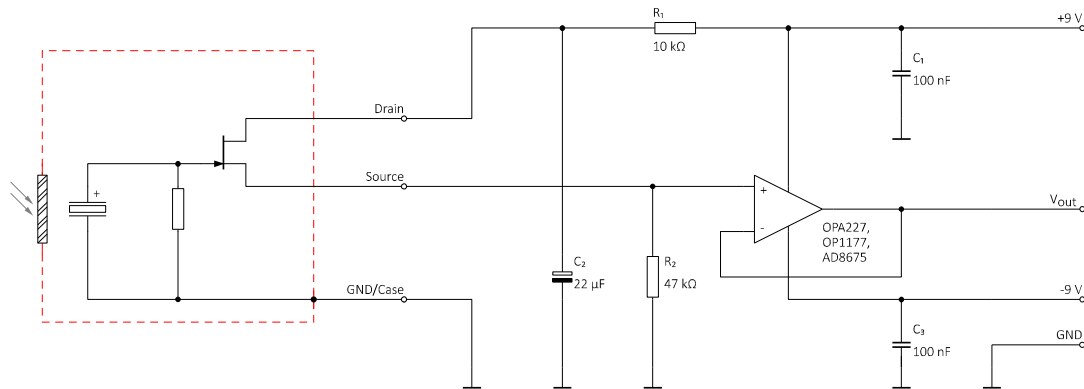 R₁
10 kΩ
+9 V
C₁
100 nF
Drain
Source
+
+
-
Vout
OPA227,
OP1177,
AD8675
C₂
22 µF
R₂
47 kΩ
GND/Case
-9 V
C₃
100 nF
GND